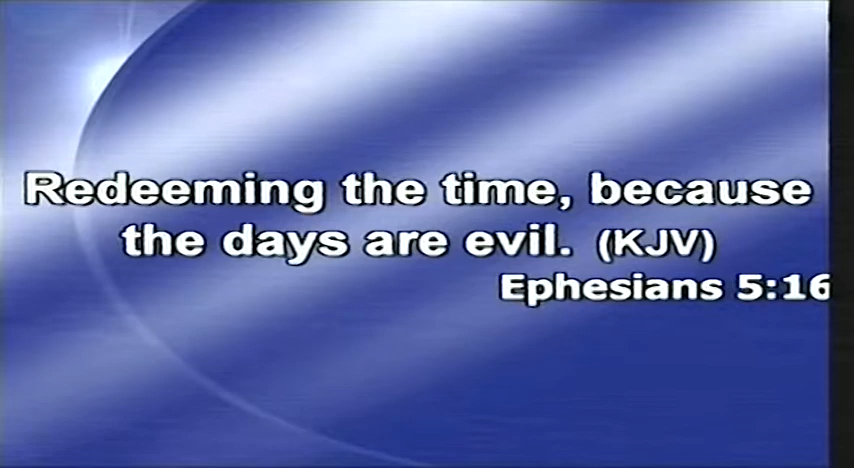 Redeeming the time, because
the days are evil. (KJV)
Ephesians 5:16